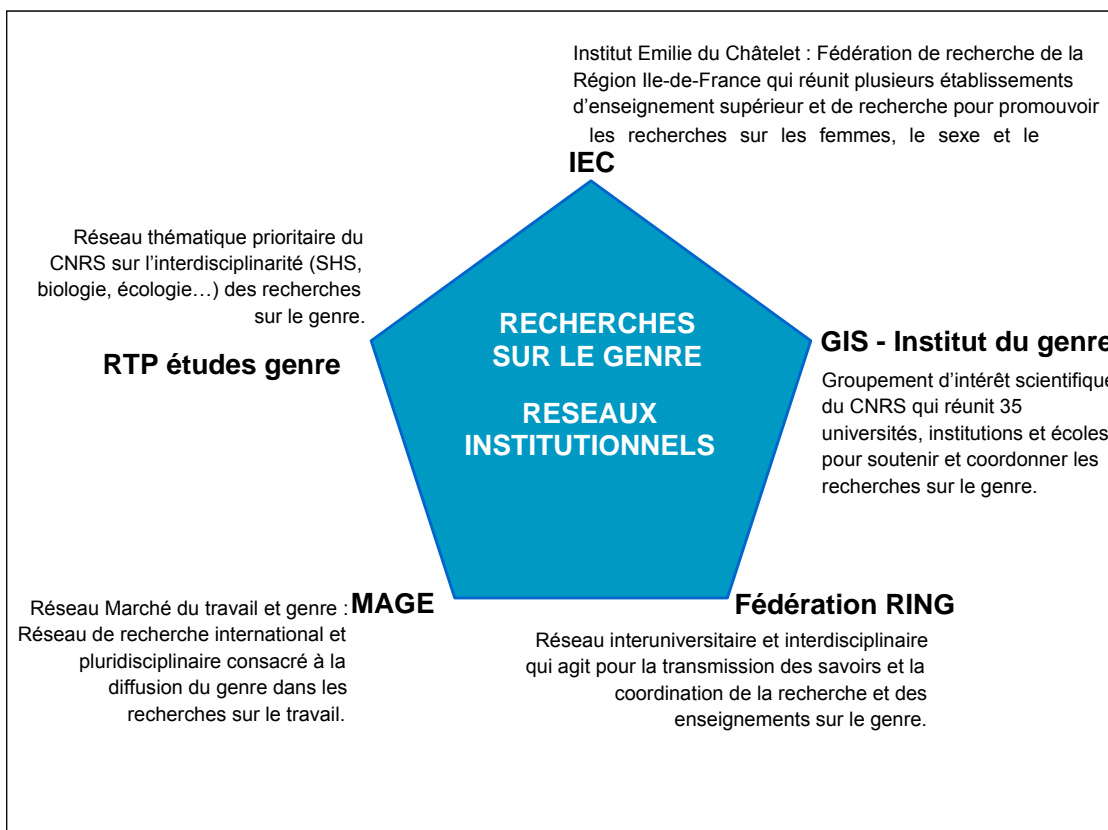 Institut Emilie du Châtelet : Fédération de recherche de la
Région Ile-de-France qui réunit plusieurs établissements
d’enseignement supérieur et de recherche pour promouvoir
les recherches sur les femmes, le sexe et le
IEC
Réseau thématique prioritaire du
CNRS sur l’interdisciplinarité (SHS,
biologie, écologie…) des recherches
sur le genre.
RTP études genre
RECHERCHES
SUR LE GENRE
RESEAUX
INSTITUTIONNELS
GIS - Institut du genre
Groupement d’intérêt scientifique
du CNRS qui réunit 35
universités, institutions et écoles
pour soutenir et coordonner les
recherches sur le genre.
MAGE
Réseau Marché du travail et genre :
Réseau de recherche international et
pluridisciplinaire consacré à la
diffusion du genre dans les
recherches sur le travail.
Fédération RING
Réseau interuniversitaire et interdisciplinaire
qui agit pour la transmission des savoirs et la
coordination de la recherche et des
enseignements sur le genre.